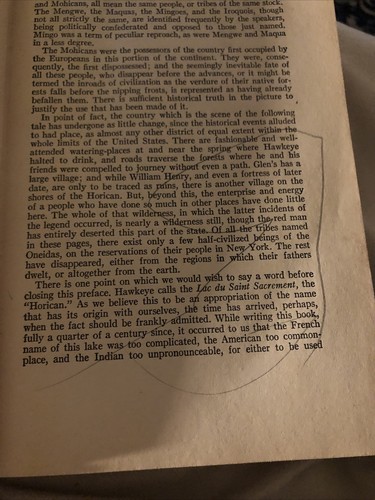 and Mohicans, all mean the same people, or tribes of the same stock.
The Mengwe, the Maquas, the Mingoes, and the Iroquois, though
not all strictly the same, are identified frequently by the speakers,
being politically confederated and opposed to those just named.
Mingo was a term of peculiar reproach, as were Mengwe and Maqua
in a less degree.
The Mohicans were the possessors of the country first occupied by
the Europeans in this portion of the continent. They were, conse-
quently, the first dispossessed; and the seemingly inevitable fate of
all these people, who disappear before the advances, or it might be
termed the inroads of civilization as the verdure of their native for-
ests falls before the nipping frosts, is represented as having already
befallen them. There is sufficient historical truth in the picture to
justify the use that has been made of it.
In point of fact, the country which is the scene of the following
tale has undergone as little change, since the historical events alluded
to had place, as almost any other district of equal extent within the
whole limits of the United States. There are fashionable and well-
attended watering-places at and near the spring where Hawkeye
halted to drink, and roads traverse the forests where he and his
friends were compelled to journey without even a path. Glen's has a
large village; and while William Henry, and even a fortress of later
date, are only to be traced as ruins, there is another village on the
shores of the Horican. But, beyond this, the enterprise and energy
of a people who have done so much in other places have done little
here. The whole of that wilderness, in which the latter incidents of
the legend occurred, is nearly a wilderness still, though the red man
has entirely deserted this part of the state. Of all the tribes named
in these pages, there exist only a few half-civilized beings of the
Oneidas, on the reservations of their people in New York. The rest
have disappeared, either from the regions in which their fathers
dwelt, or altogether from the earth.
There is one point on which we would wish to say a word before
closing this preface. Hawkeye calls the Lac du Saint Sacrement, the
"Horican." As we believe this to be an appropriation of the name
that has its origin with ourselves, the time has arrived, perhaps,
when the fact should be frankly admitted. While writing this book,
fully a quarter of a century since, it occurred to us that the French
name of this lake was too complicated, the American too common-
place, and the Indian too unpronounceable, for either to be used